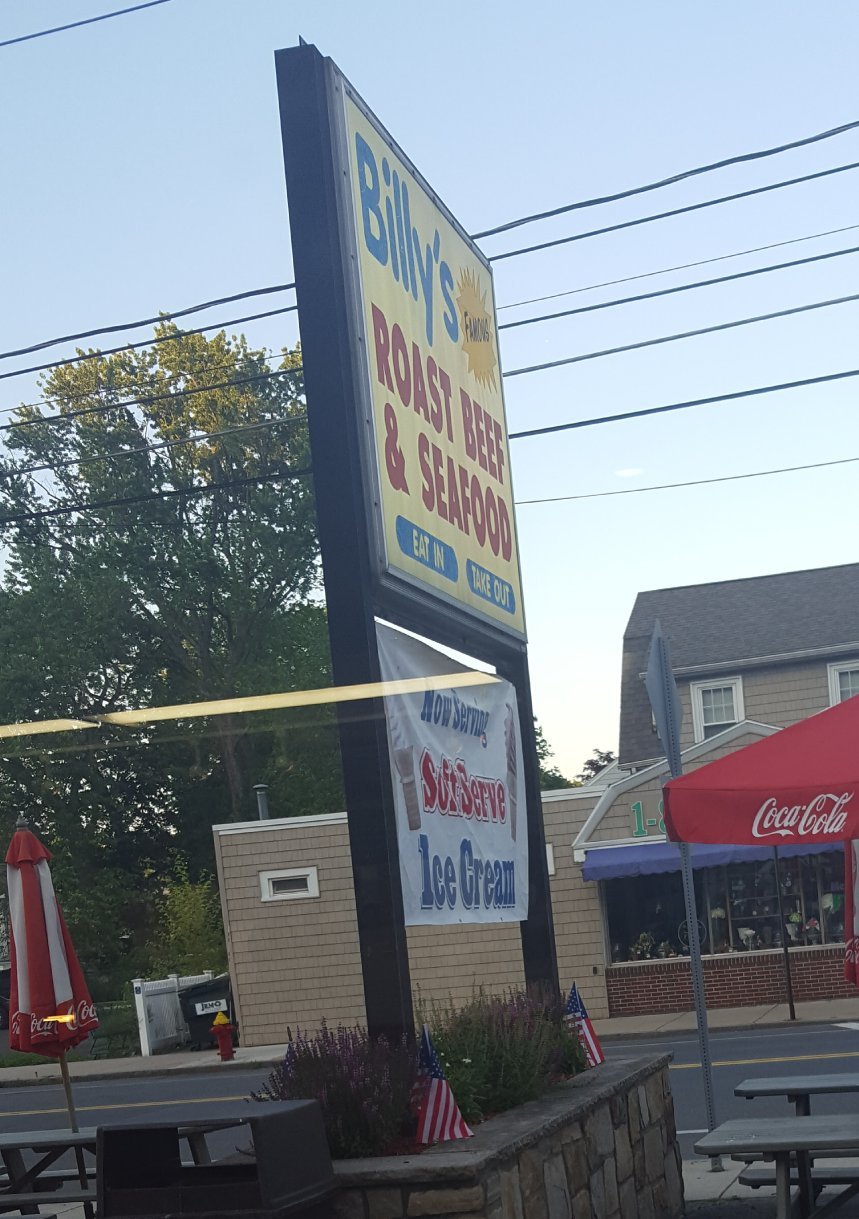 Billy's
FAMOUS
ROAST BEEF
& SEAFOOD
EAT IN
TAKE OUT
Now Serving
Soft Serve
Ice Cream
Coca-Cola
1-8
Coca-Cola
JRM